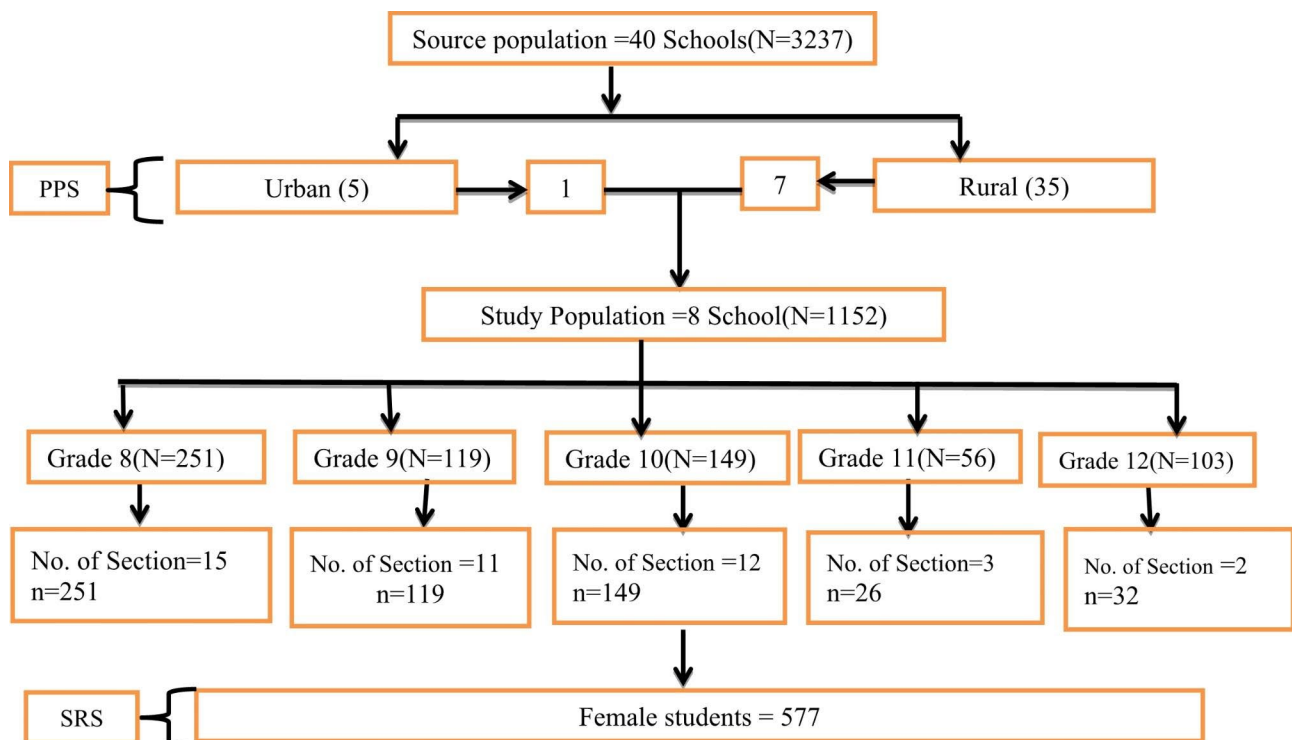 Source population =40 Schools(N=3237)
PPS
Urban (5)
1
7
Rural (35)
Study Population =8 School(N=1152)
Grade 8(N=251)
Grade 9(N=119)
Grade 10(N=149)
Grade 11(N=56)
Grade 12(N=103)
No. of Section=15
n=251
No. of Section =11
n=119
No. of Section =12
n=149
No. of Section=3
n=26
No. of Section =2
n=32
SRS
Female students = 577